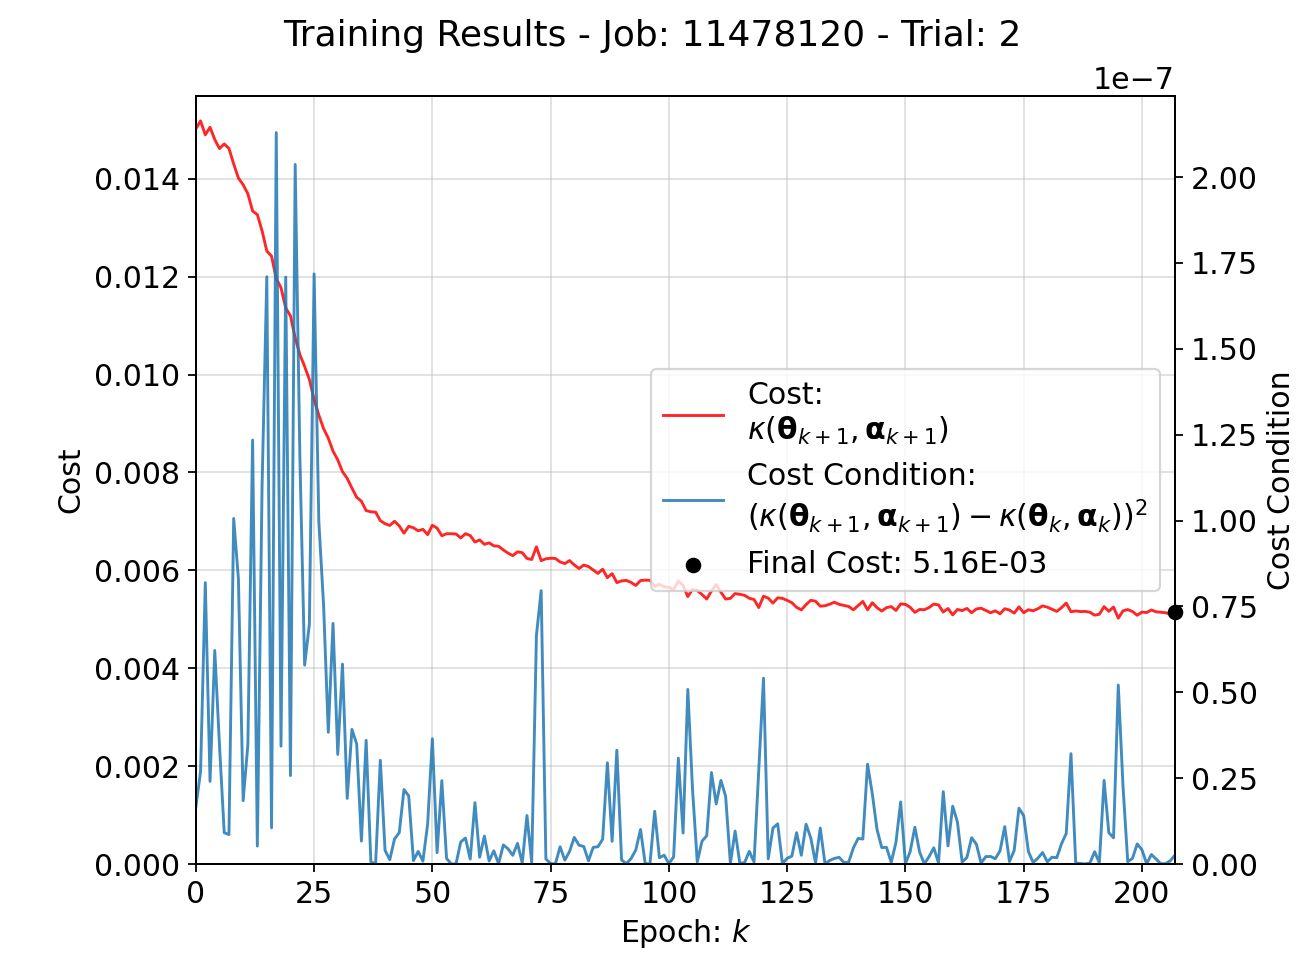 Training Results - Job: 11478120 - Trial: 2
1e−7
0.014
0.012
0.010
0.008
0.006
0.004
0.002
0.000
Cost
2.00
1.75
1.50
1.25
1.00
0.75
0.50
0.25
0.00
Cost Condition
Cost:
κ(θ_{k+1}, α_{k+1})
Cost Condition:
(κ(θ_{k+1}, α_{k+1}) − κ(θ_k, α_k))²
Final Cost: 5.16E-03
0 25 50 75 100 125 150 175 200
Epoch: k